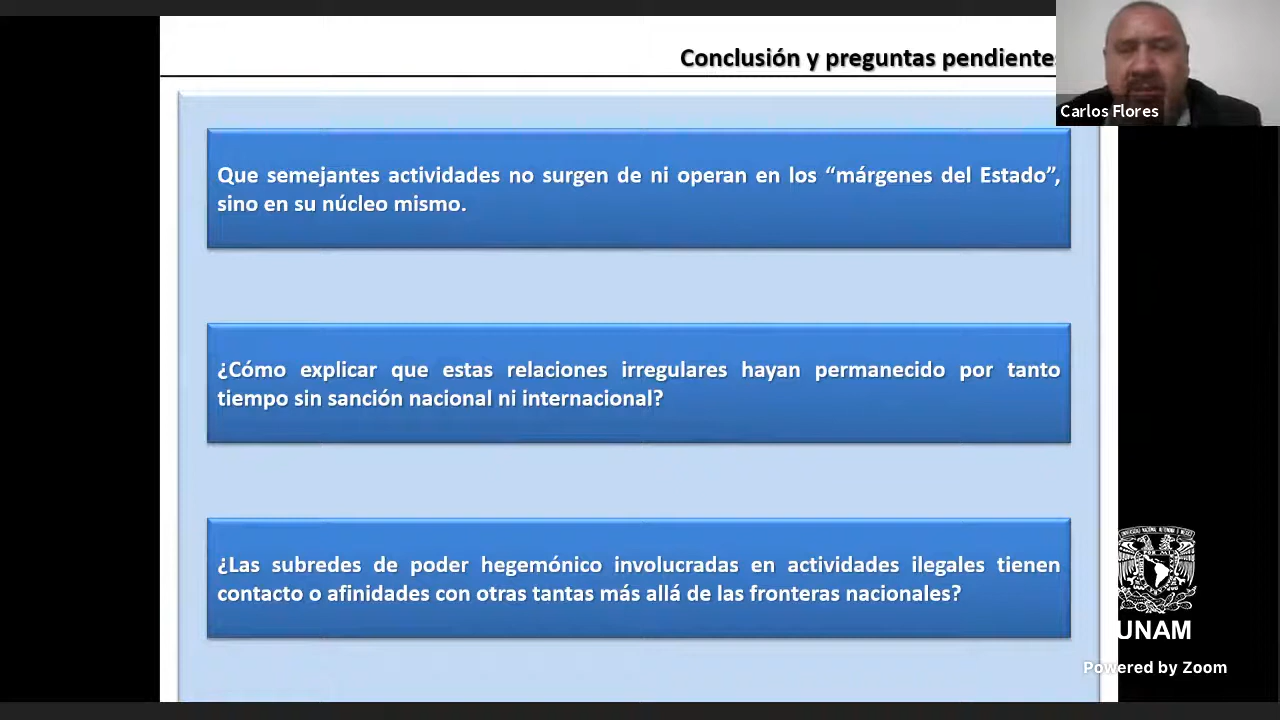 Conclusión y preguntas pendientes
Carlos Flores
Que semejantes actividades no surgen de ni operan en los “márgenes del Estado”,
sino en su núcleo mismo.
¿Cómo explicar que estas relaciones irregulares hayan permanecido por tanto
tiempo sin sanción nacional ni internacional?
¿Las subredes de poder hegemónico involucradas en actividades ilegales tienen
contacto o afinidades con otras tantas más allá de las fronteras nacionales?
UNAM
Powered by Zoom